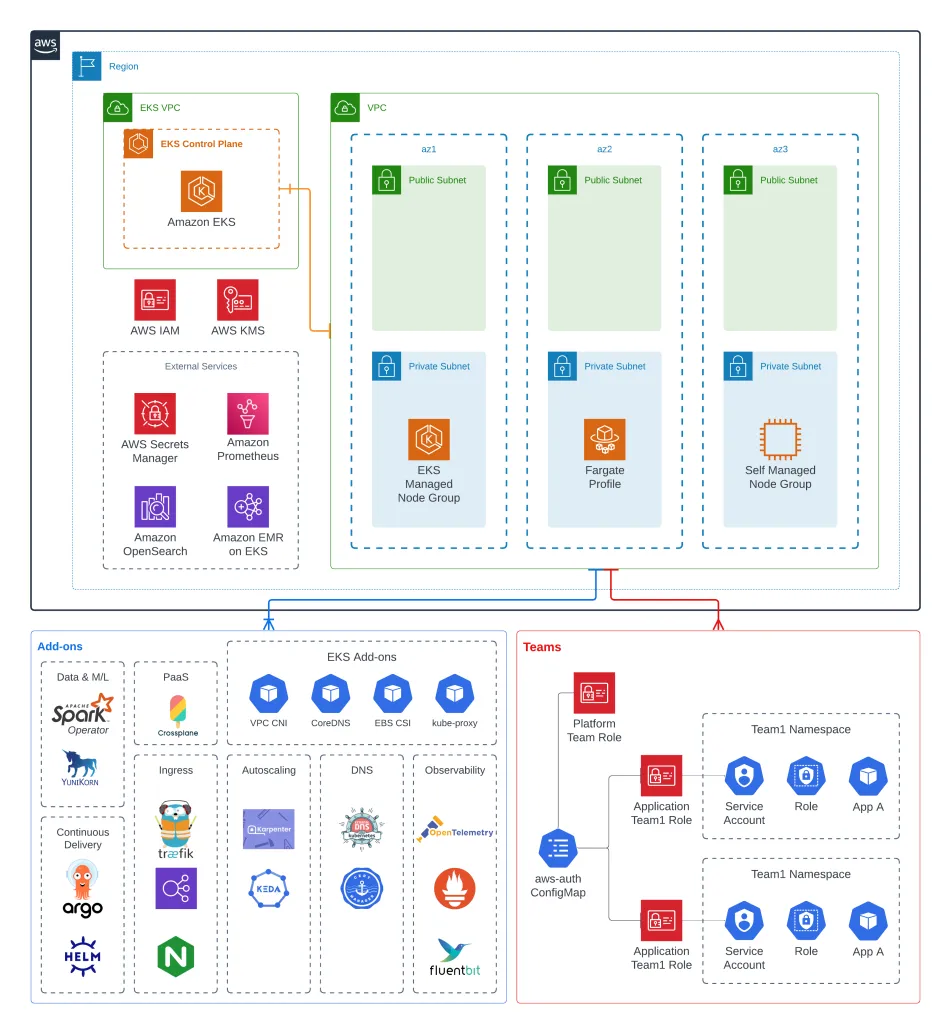 aws
Region
EKS VPC
EKS Control Plane
Amazon EKS
AWS IAM
AWS KMS
External Services
AWS Secrets
Manager
Amazon
Prometheus
Amazon
OpenSearch
Amazon EMR
on EKS
VPC
az1
Public Subnet
Private Subnet
EKS
Managed
Node Group
az2
Public Subnet
Private Subnet
Fargate
Profile
az3
Public Subnet
Private Subnet
Self Managed
Node Group
Add-ons
Data & M/L
APACHE
Spark
Operator
YUNIKORN
PaaS
Crossplane
EKS Add-ons
VPC CNI
CoreDNS
EBS CSI
kube-proxy
Continuous
Delivery
argo
HELM
Ingress
træfik
N
Autoscaling
Karpenter
KEDA
DNS
DNS
kubernetes
CERT
MANAGER
Observability
OpenTelemetry
fluentbit
Teams
Platform
Team Role
aws-auth
ConfigMap
Application
Team1 Role
Team1 Namespace
Service
Account
Role
App A
Application
Team1 Role
Team1 Namespace
Service
Account
Role
App A